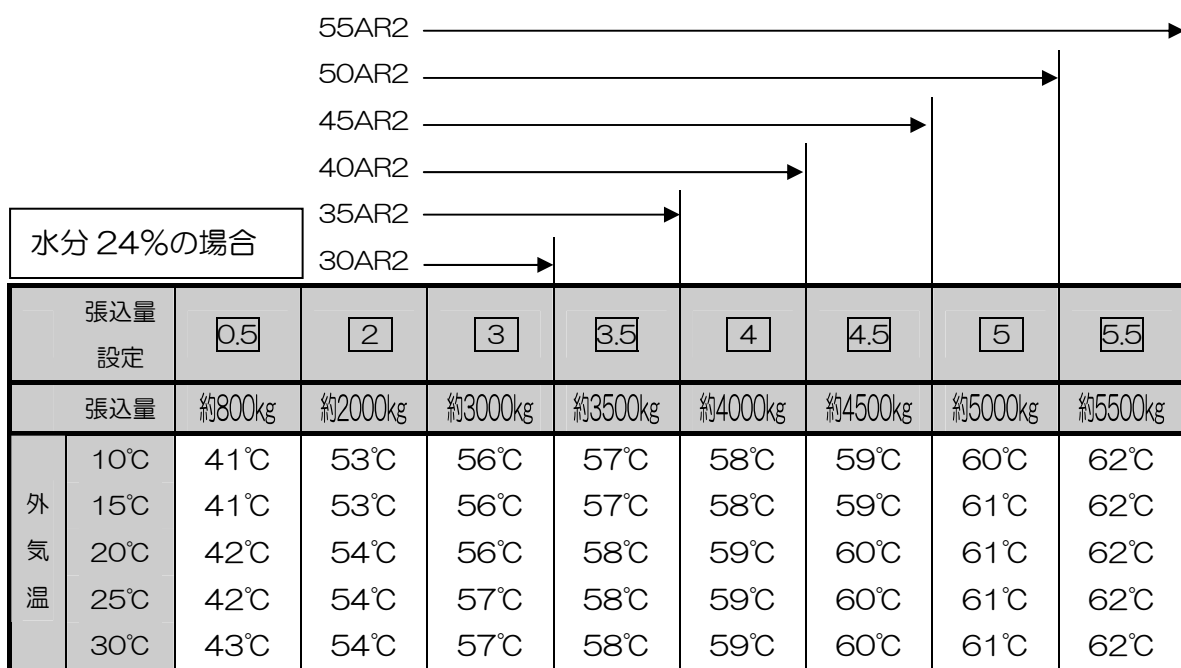 55AR2
50AR2
45AR2
40AR2
35AR2
水分 24%の場合
30AR2
張込量設定 0.5 2 3 3.5 4 4.5 5 5.5
張込量 約800kg 約2000kg 約3000kg 約3500kg 約4000kg 約4500kg 約5000kg 約5500kg
外気温
10℃ 41℃ 53℃ 56℃ 57℃ 58℃ 59℃ 60℃ 62℃
15℃ 41℃ 53℃ 56℃ 57℃ 58℃ 59℃ 61℃ 62℃
20℃ 42℃ 54℃ 56℃ 58℃ 59℃ 60℃ 61℃ 62℃
25℃ 42℃ 54℃ 57℃ 58℃ 59℃ 60℃ 61℃ 62℃
30℃ 43℃ 54℃ 57℃ 58℃ 59℃ 60℃ 61℃ 62℃